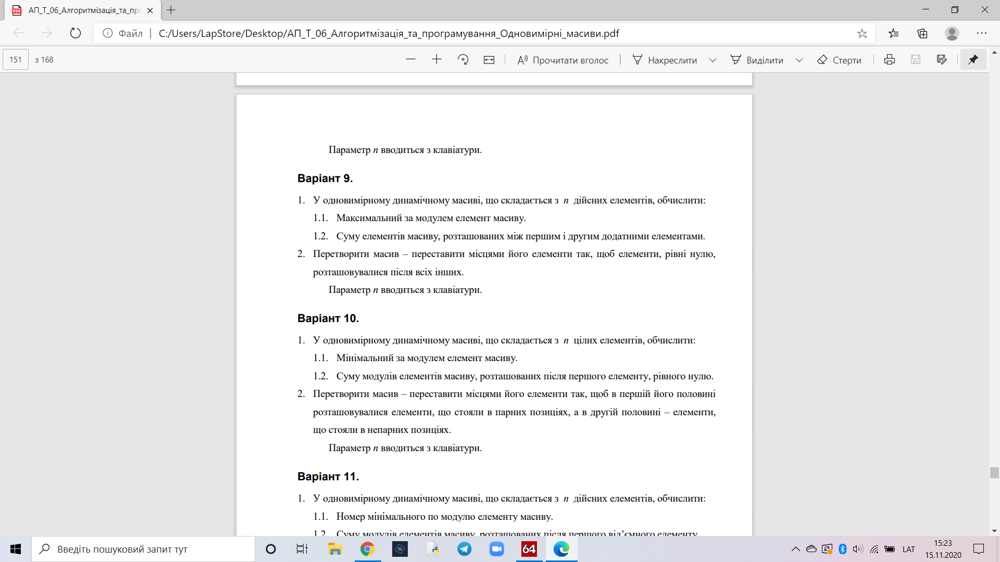 АП_Т_06_Алгоритмізація_та_про
Файл | C:/Users/LapStore/Desktop/АП_Т_06_Алгоритмізація_та_програмування_Одновимірні_масиви.pdf
151 з 168 Прочитати вголос Накреслити Виділити Стерти
Параметр n вводиться з клавіатури.
Варіант 9.
1. У одновимірному динамічному масиві, що складається з n дійсних елементів, обчислити:
1.1. Максимальний за модулем елемент масиву.
1.2. Суму елементів масиву, розташованих між першим і другим додатними елементами.
2. Перетворити масив – переставити місцями його елементи так, щоб елементи, рівні нулю,
розташовувалися після всіх інших.
Параметр n вводиться з клавіатури.
Варіант 10.
1. У одновимірному динамічному масиві, що складається з n цілих елементів, обчислити:
1.1. Мінімальний за модулем елемент масиву.
1.2. Суму модулів елементів масиву, розташованих після першого елементу, рівного нулю.
2. Перетворити масив – переставити місцями його елементи так, щоб в першій його половині
розташовувалися елементи, що стояли в парних позиціях, а в другій половині – елементи,
що стояли в непарних позиціях.
Параметр n вводиться з клавіатури.
Варіант 11.
1. У одновимірному динамічному масиві, що складається з n дійсних елементів, обчислити:
1.1. Номер мінімального по модулю елементу масиву.
1.2. Суму модулів елементів масиву, розташованих після першого від’ємного елементу.
Введіть пошуковий запит тут
64
LAT
15:23
15.11.2020